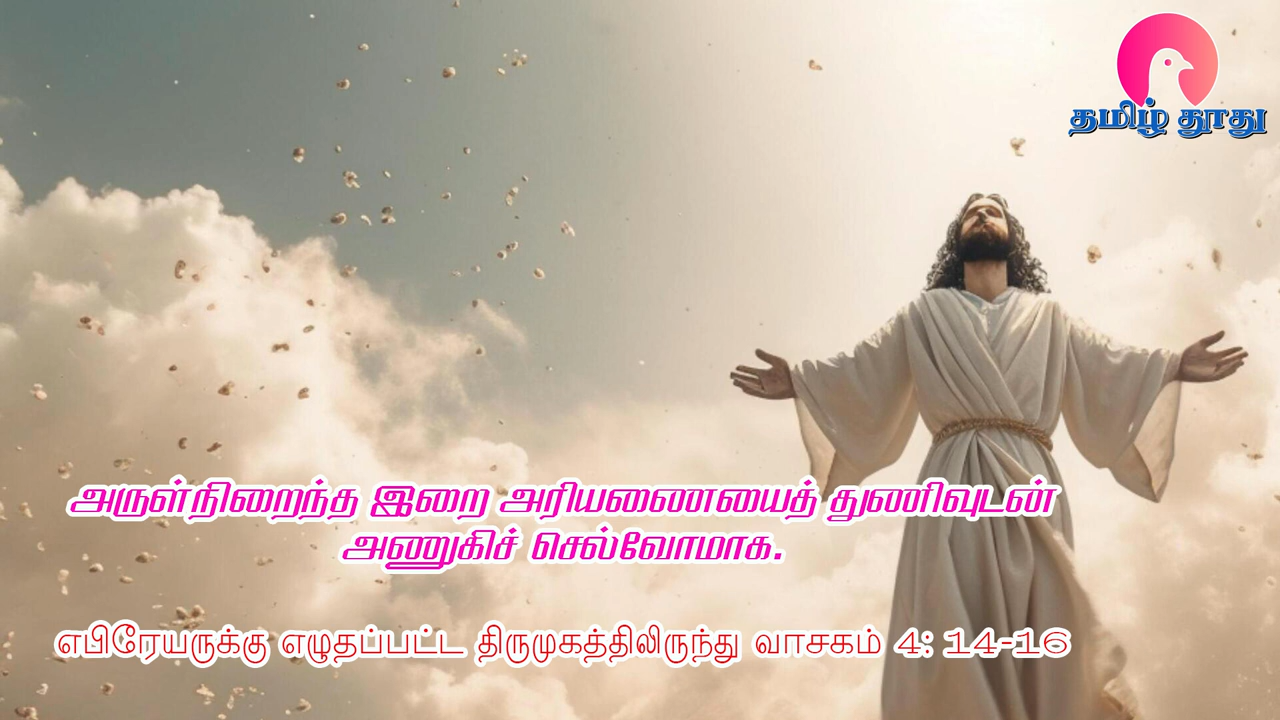 தமிழ் தூது
அருள்நிறைந்த இறை அரியணையைத் துணிவுடன்
அணுகிச் செல்வோமாக.
எபிரேயருக்கு எழுதப்பட்ட திருமுகத்திலிருந்து வாசகம் 4: 14-16